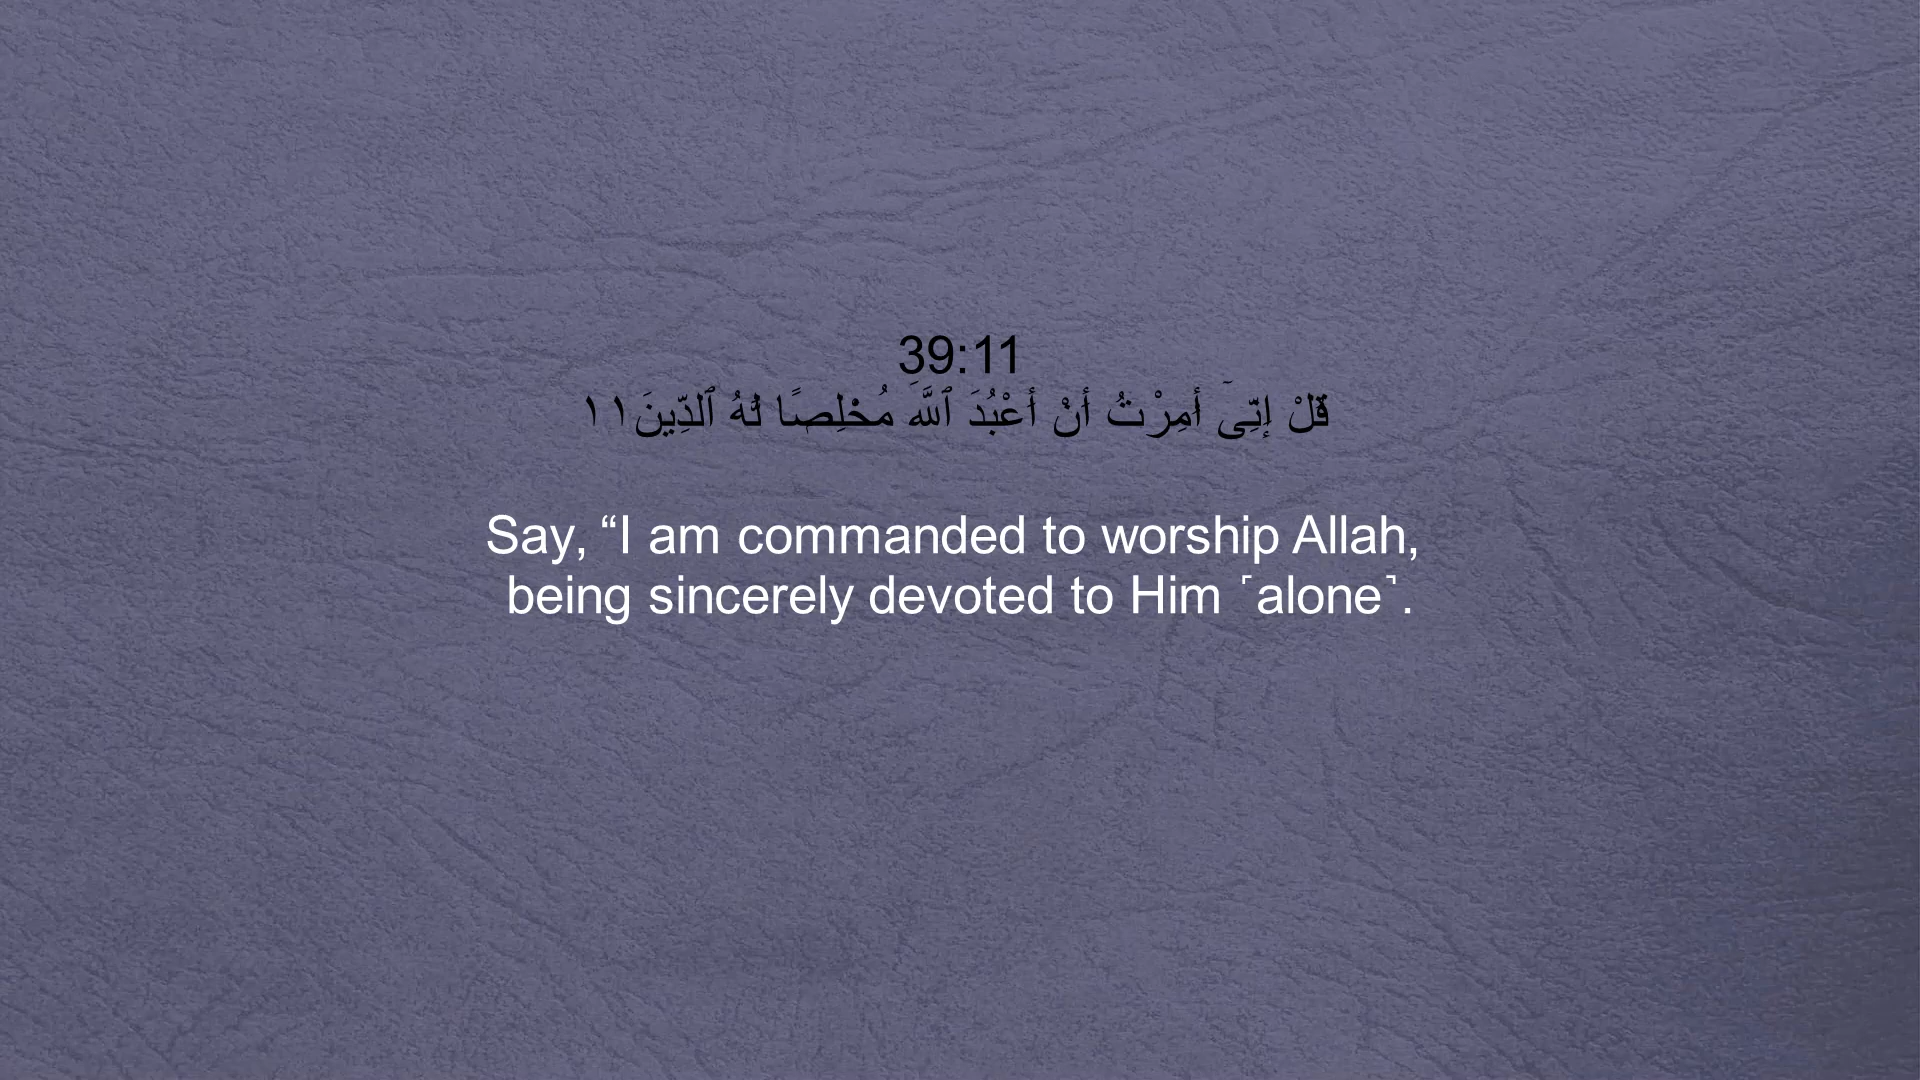 39:11
قُلْ إِنِّىٓ أُمِرْتُ أَنْ أَعْبُدَ ٱللَّهَ مُخْلِصًا لَّهُ ٱلدِّينَ ١١
Say, “I am commanded to worship Allah,
being sincerely devoted to Him ˹alone˺.